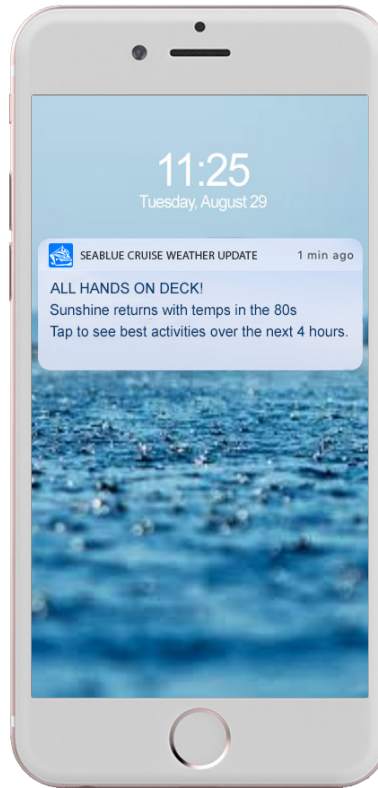 11:25
Tuesday, August 29
SEABLUE CRUISE WEATHER UPDATE 1 min ago
ALL HANDS ON DECK!
Sunshine returns with temps in the 80s
Tap to see best activities over the next 4 hours.